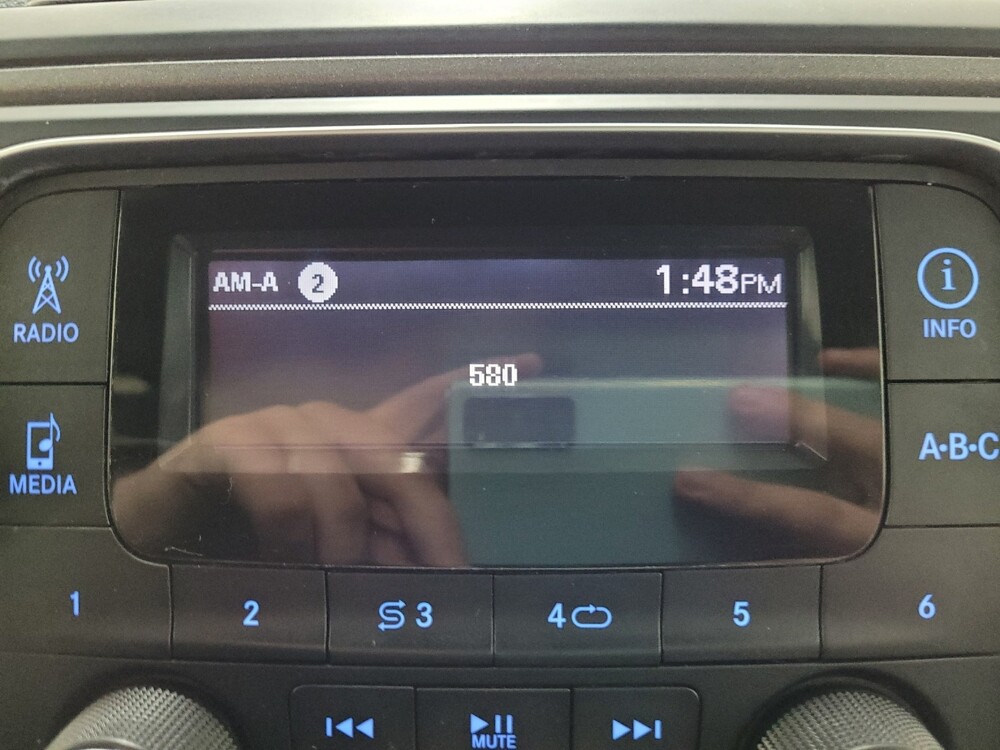 AM-A 2 1:48PM
580
RADIO
MEDIA
i
INFO
A·B·C
1 2 3 4 5 6
MUTE